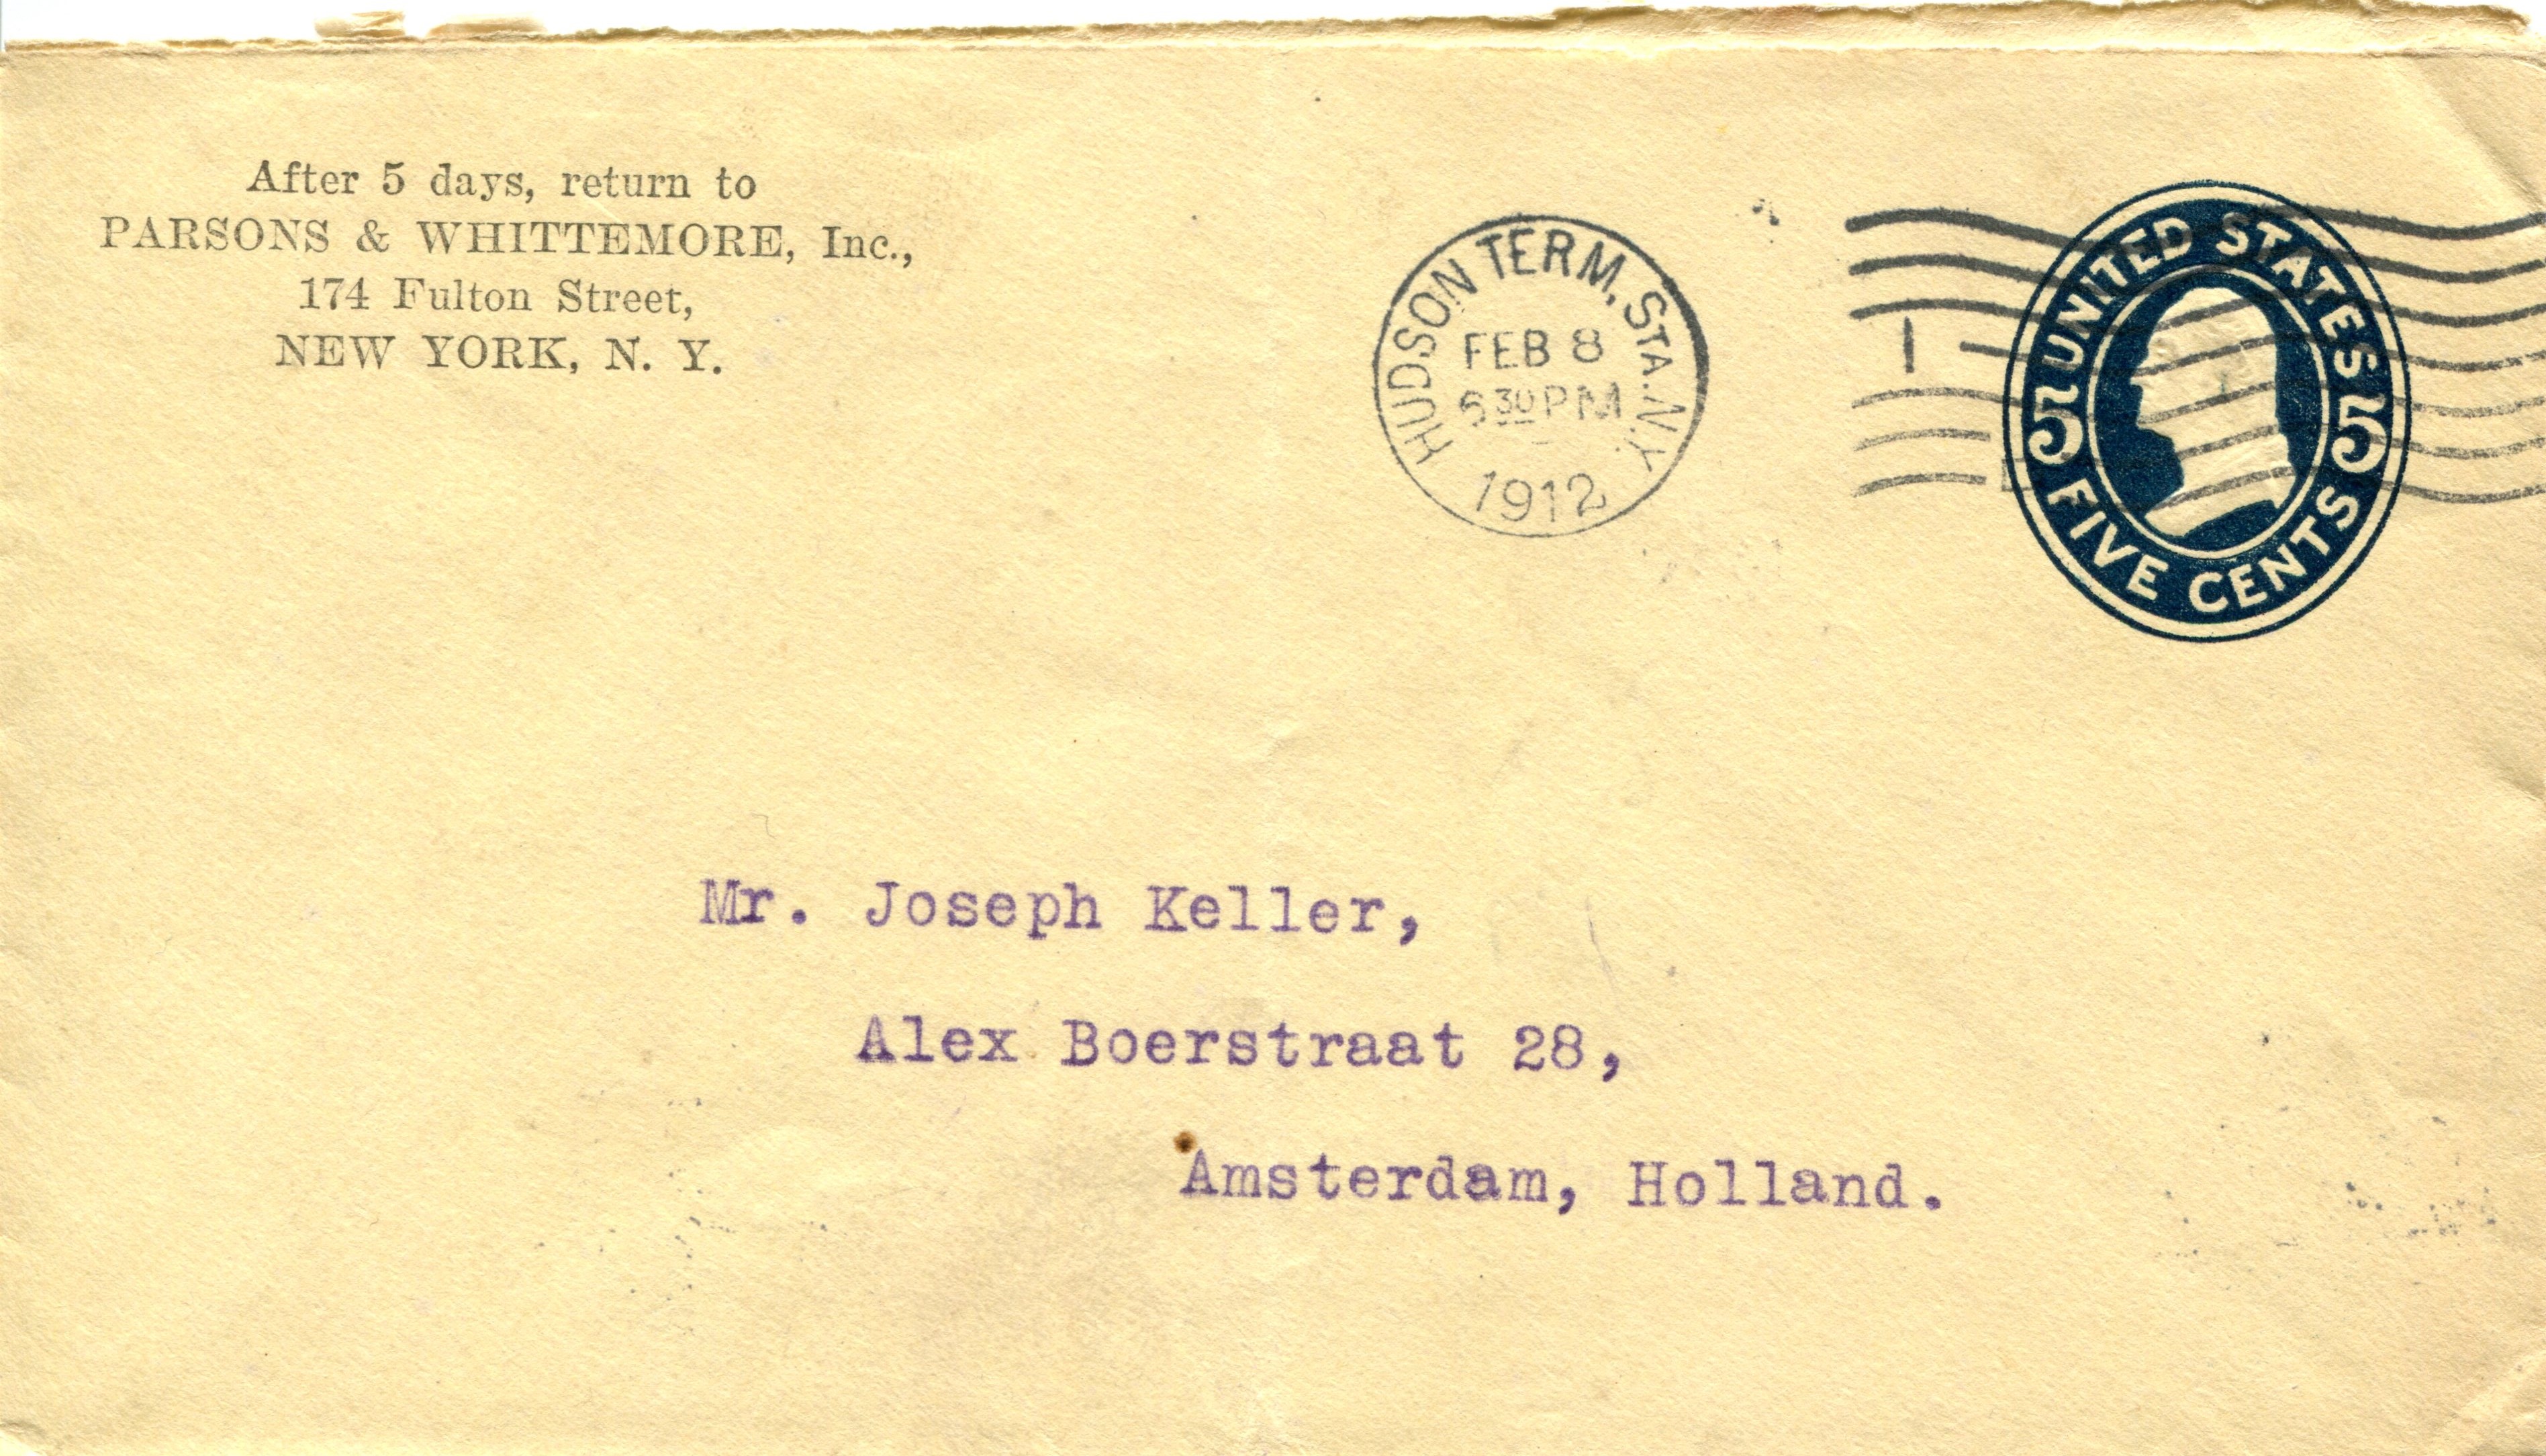 After 5 days, return to
PARSONS & WHITTEMORE, Inc.,
174 Fulton Street,
NEW YORK, N. Y.
HUDSON TERM. STA. N.Y.
FEB 8
6 30 PM
1912
1
UNITED STATES
5 5
FIVE CENTS
Mr. Joseph Keller,
Alex Boerstraat 28,
Amsterdam, Holland.